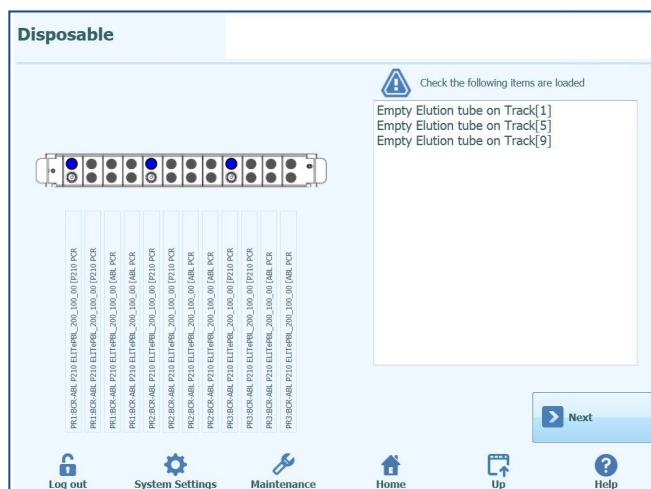 Disposable
Check the following items are loaded
Empty Elution tube on Track[1]
Empty Elution tube on Track[5]
Empty Elution tube on Track[9]
PR1:BCR-ABL P210 ELITePBL_200_100_00 [P210 PCR
PR1:BCR-ABL P210 ELITePBL_200_100_00 [P210 PCR
PR1:BCR-ABL P210 ELITePBL_200_100_00 [ABL PCR
PR1:BCR-ABL P210 ELITePBL_200_100_00 [ABL PCR
PR2:BCR-ABL P210 ELITePBL_200_100_00 [P210 PCR
PR2:BCR-ABL P210 ELITePBL_200_100_00 [P210 PCR
PR2:BCR-ABL P210 ELITePBL_200_100_00 [ABL PCR
PR2:BCR-ABL P210 ELITePBL_200_100_00 [ABL PCR
PR3:BCR-ABL P210 ELITePBL_200_100_00 [P210 PCR
PR3:BCR-ABL P210 ELITePBL_200_100_00 [P210 PCR
PR3:BCR-ABL P210 ELITePBL_200_100_00 [ABL PCR
PR3:BCR-ABL P210 ELITePBL_200_100_00 [ABL PCR
Next
Log out
System Settings
Maintenance
Home
Up
Help